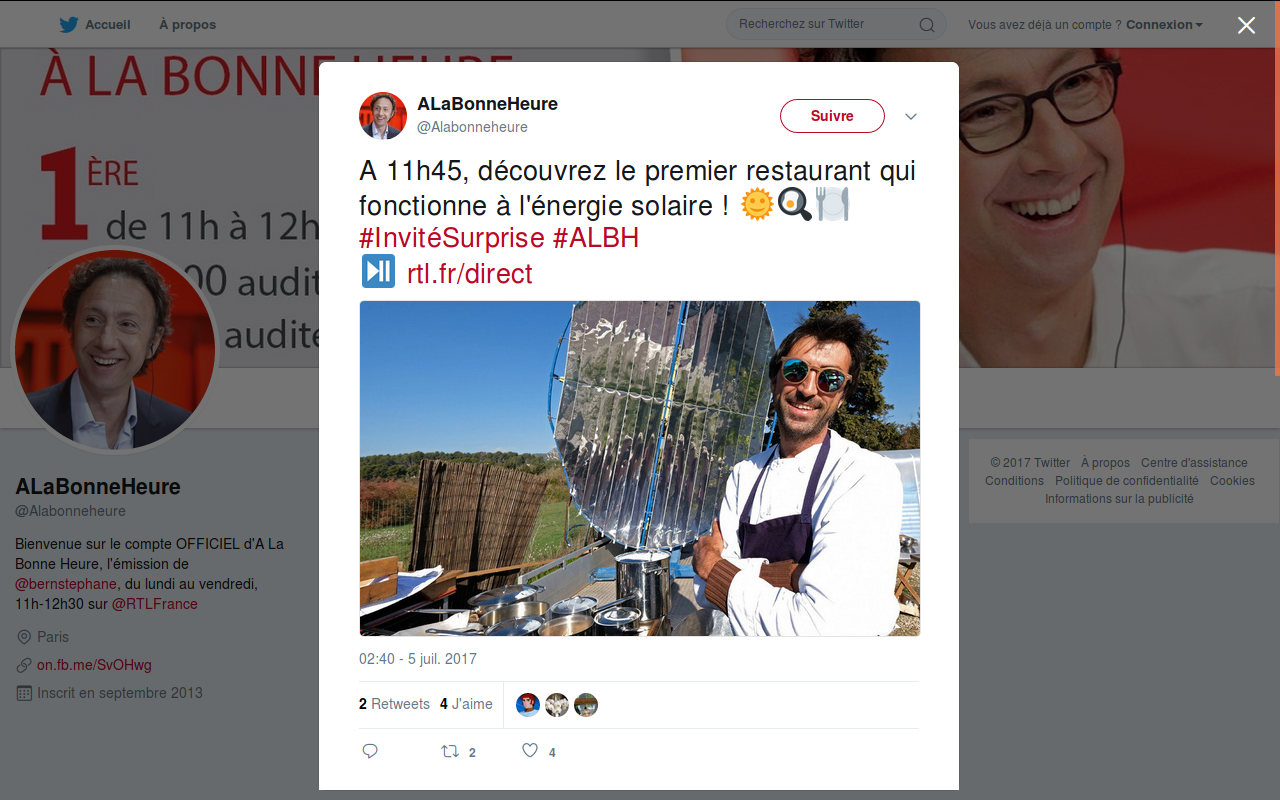 Accueil À propos Recherchez sur Twitter Vous avez déjà un compte ? Connexion
À LA BONNE HEURE
1ÈRE
de 11h à 12h
00 audit
audite
ALaBonneHeure
@Alabonneheure
Suivre
A 11h45, découvrez le premier restaurant qui
fonctionne à l'énergie solaire ! 🌞🍳🍽
#InvitéSurprise #ALBH
⏯ rtl.fr/direct
02:40 - 5 juil. 2017
2 Retweets 4 J'aime
2 4
ALaBonneHeure
@Alabonneheure
Bienvenue sur le compte OFFICIEL d'A La
Bonne Heure, l'émission de
@bernstephane, du lundi au vendredi,
11h-12h30 sur @RTLFrance
Paris
on.fb.me/SvOHwg
Inscrit en septembre 2013
© 2017 Twitter À propos Centre d'assistance
Conditions Politique de confidentialité Cookies
Informations sur la publicité